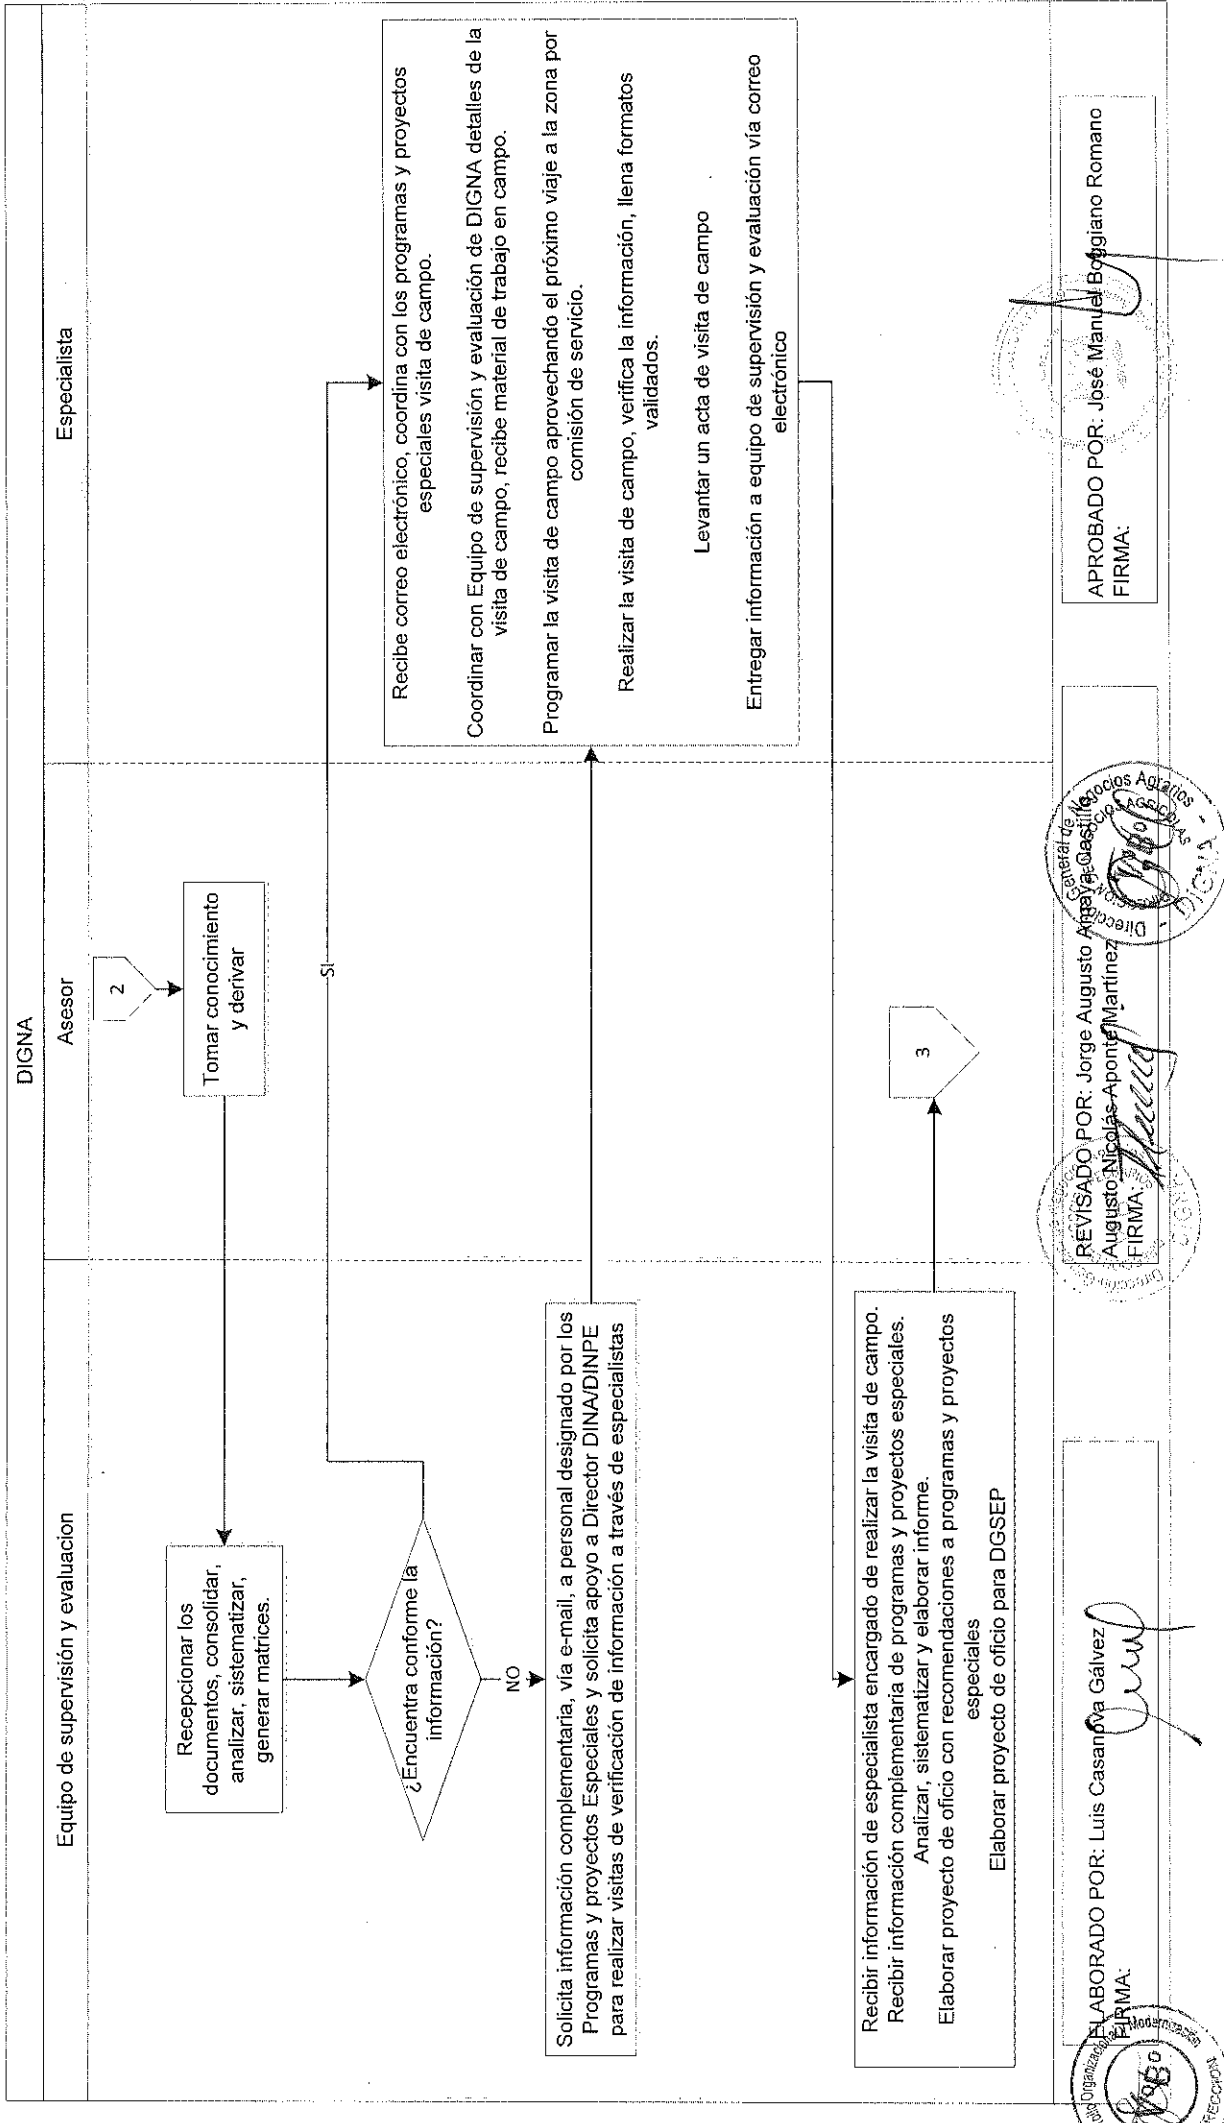 DIGNA
Equipo de supervisión y evaluacion
Asesor
Especialista
2
Tomar conocimiento
y derivar
Recepcionar los
documentos, consolidar,
analizar, sistematizar,
generar matrices.
¿Encuentra conforme la
información?
SI
NO
Solicita información complementaria, vía e-mail, a personal designado por los
Programas y proyectos Especiales y solicita apoyo a Director DINA/DINPE
para realizar visitas de verificación de información a través de especialistas
Recibe correo electrónico, coordina con los programas y proyectos
especiales visita de campo.
Coordinar con Equipo de supervisión y evaluación de DIGNA detalles de la
visita de campo, recibe material de trabajo en campo.
Programar la visita de campo aprovechando el próximo viaje a la zona por
comisión de servicio.
Realizar la visita de campo, verifica la información, llena formatos
validados.
Levantar un acta de visita de campo
Entregar información a equipo de supervisión y evaluación vía correo
electrónico
Recibir información de especialista encargado de realizar la visita de campo.
Recibir información complementaria de programas y proyectos especiales.
Analizar, sistematizar y elaborar informe.
Elaborar proyecto de oficio con recomendaciones a programas y proyectos
especiales
Elaborar proyecto de oficio para DGSEP
3
ELABORADO POR: Luis Casanova Gálvez
FIRMA:
REVISADO POR: Jorge Augusto Amaya Castillo
Augusto Nicolás Aponte Martínez
FIRMA:
APROBADO POR: José Manuel Boggiano Romano
FIRMA:
Organizacional Modernización
VºBº
General de Negocios Agrarios
DIGNA
VºBº